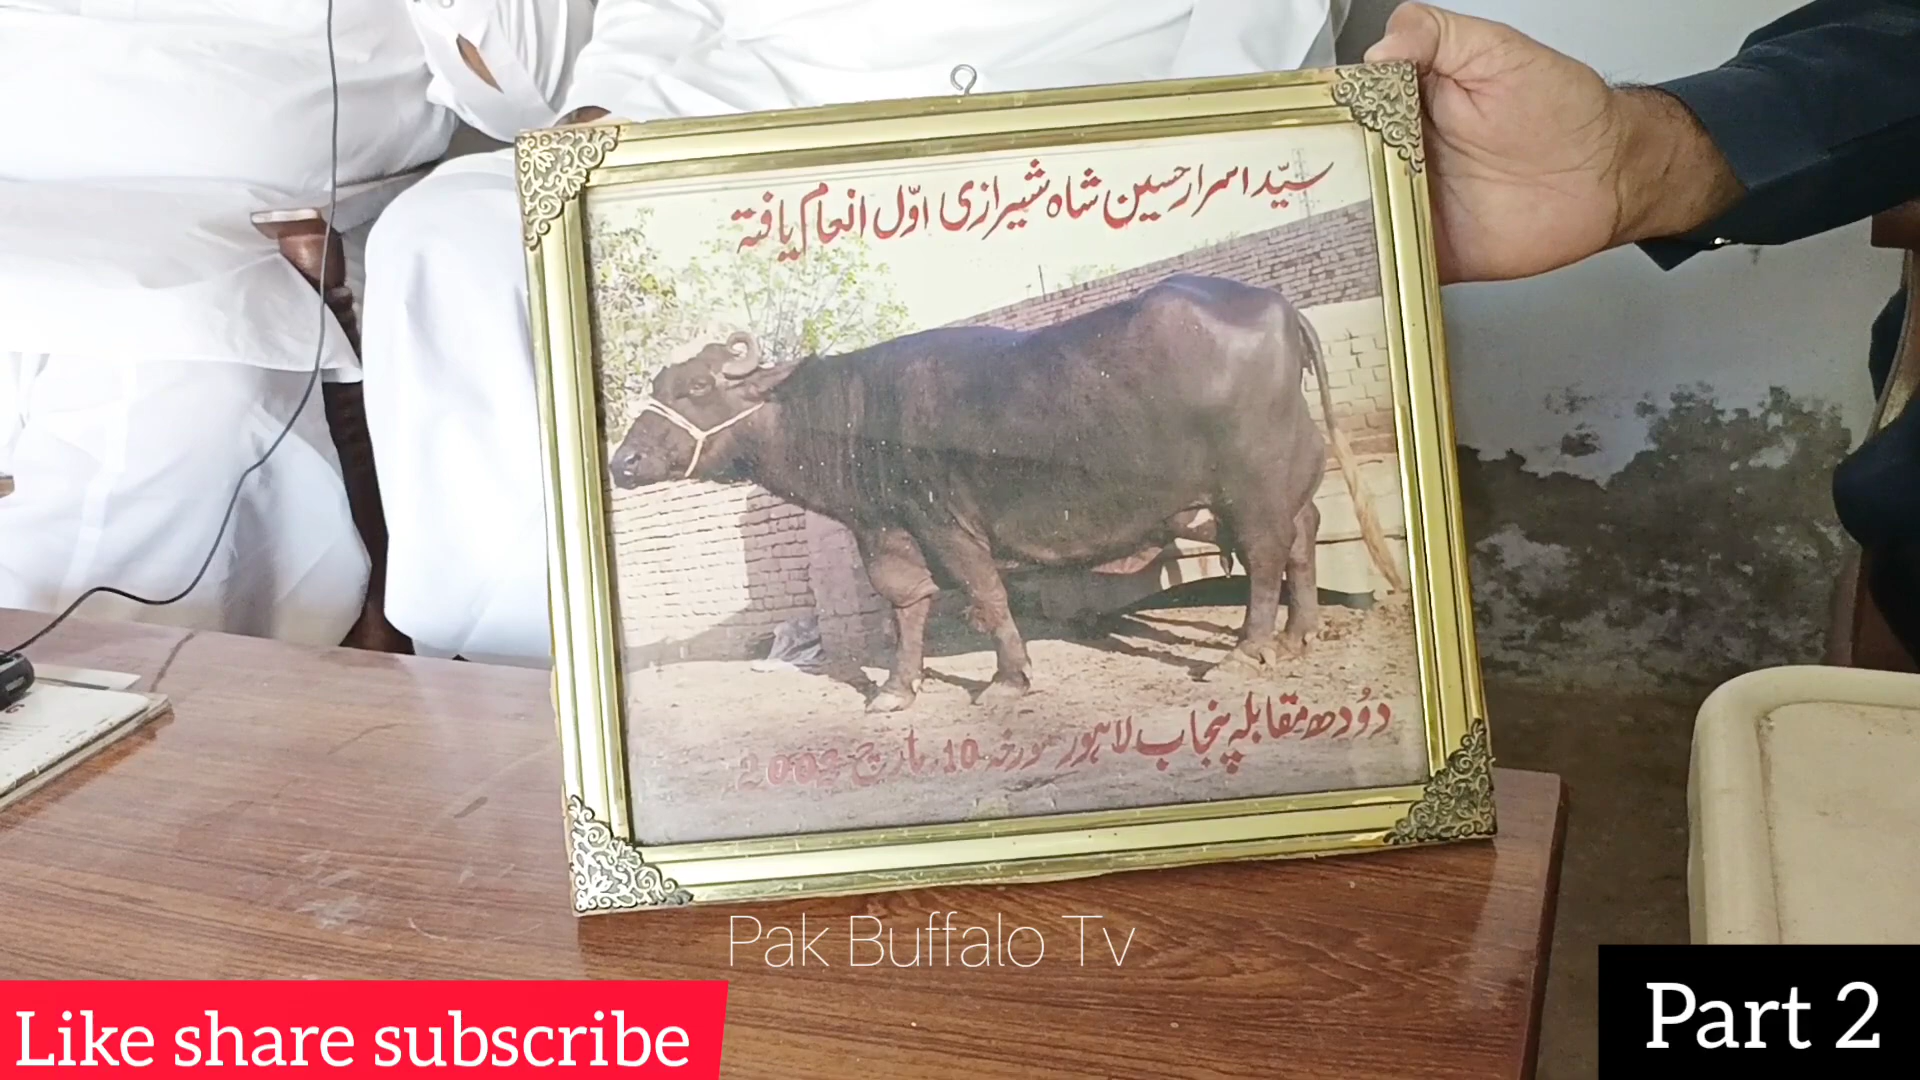 سیّد اسرار حسین شاہ شیرازی اوّل انعام یافتہ
دُودھ مقابلہ پنجاب لاہور مورخہ 10 مارچ
Pak Buffalo Tv
Like share subscribe
Part 2